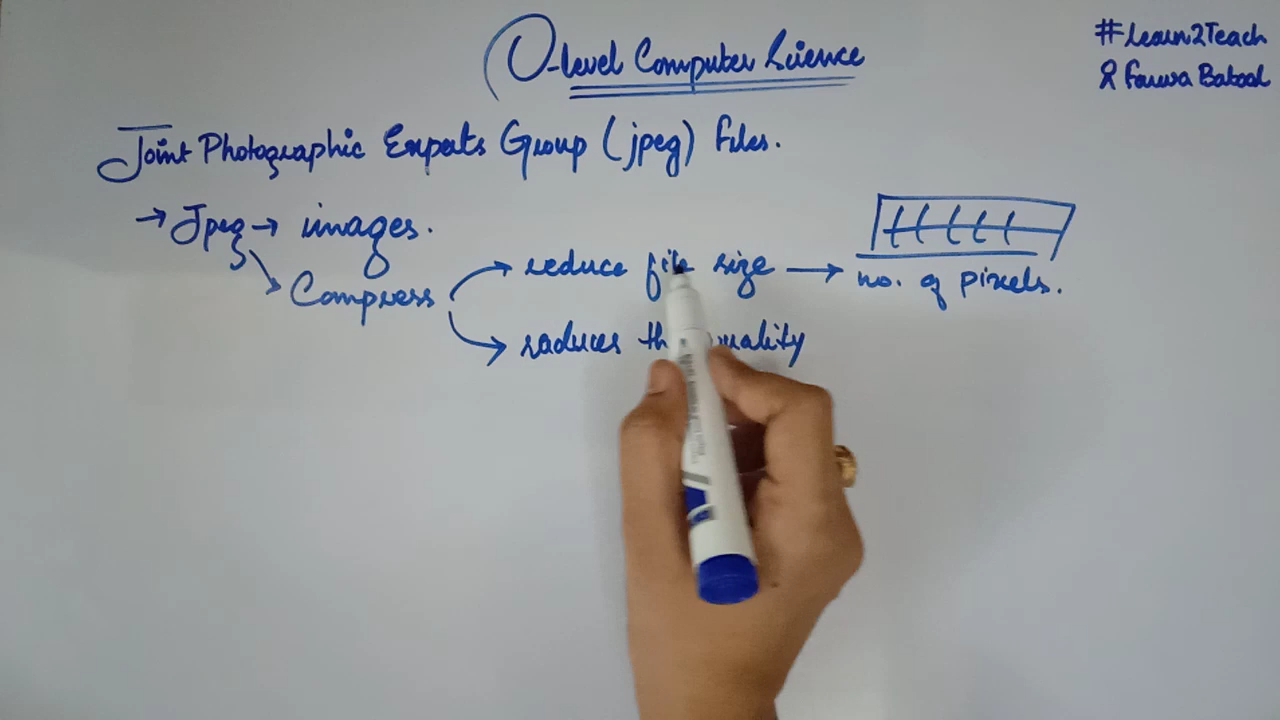 O-level Computer Science
#Learn2Teach
Farwa Batool
Joint Photographic Experts Group (jpeg) files.
→ Jpeg → images.
Compress
reduce file size → no. of pixels.
raduces the quality